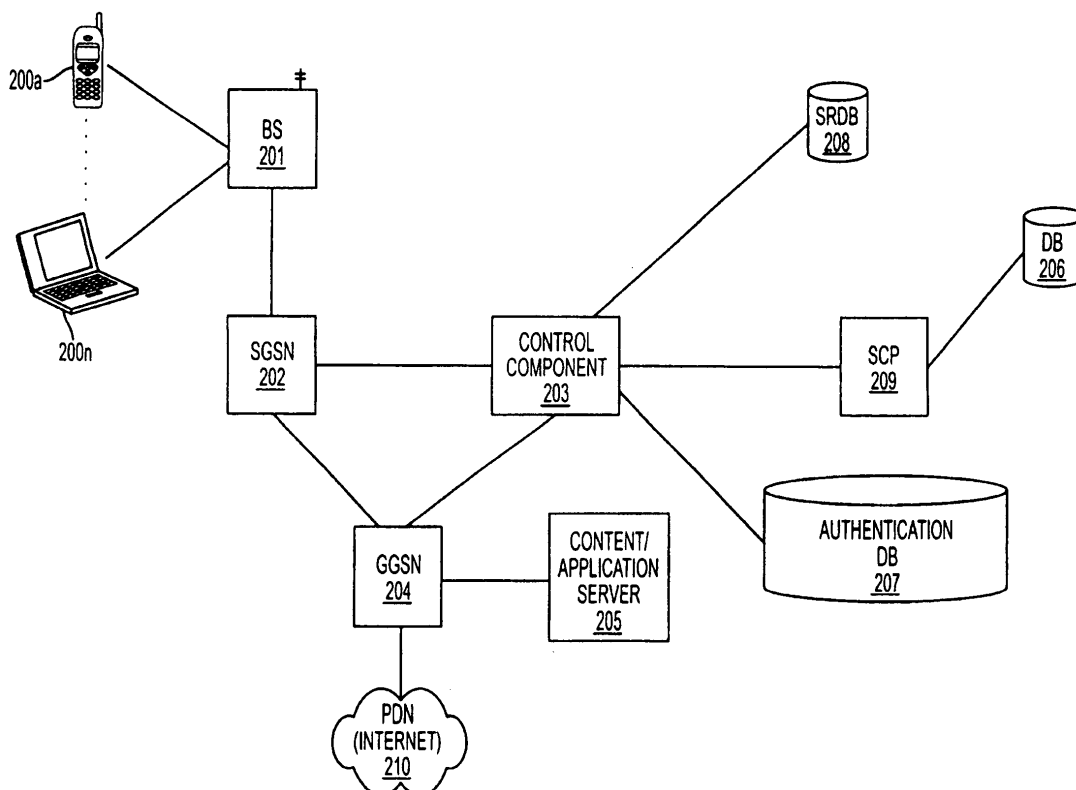 200a
BS
201
SRDB
208
DB
206
200n
SGSN
202
CONTROL
COMPONENT
203
SCP
209
GGSN
204
CONTENT/
APPLICATION
SERVER
205
AUTHENTICATION
DB
207
PDN
(INTERNET)
210